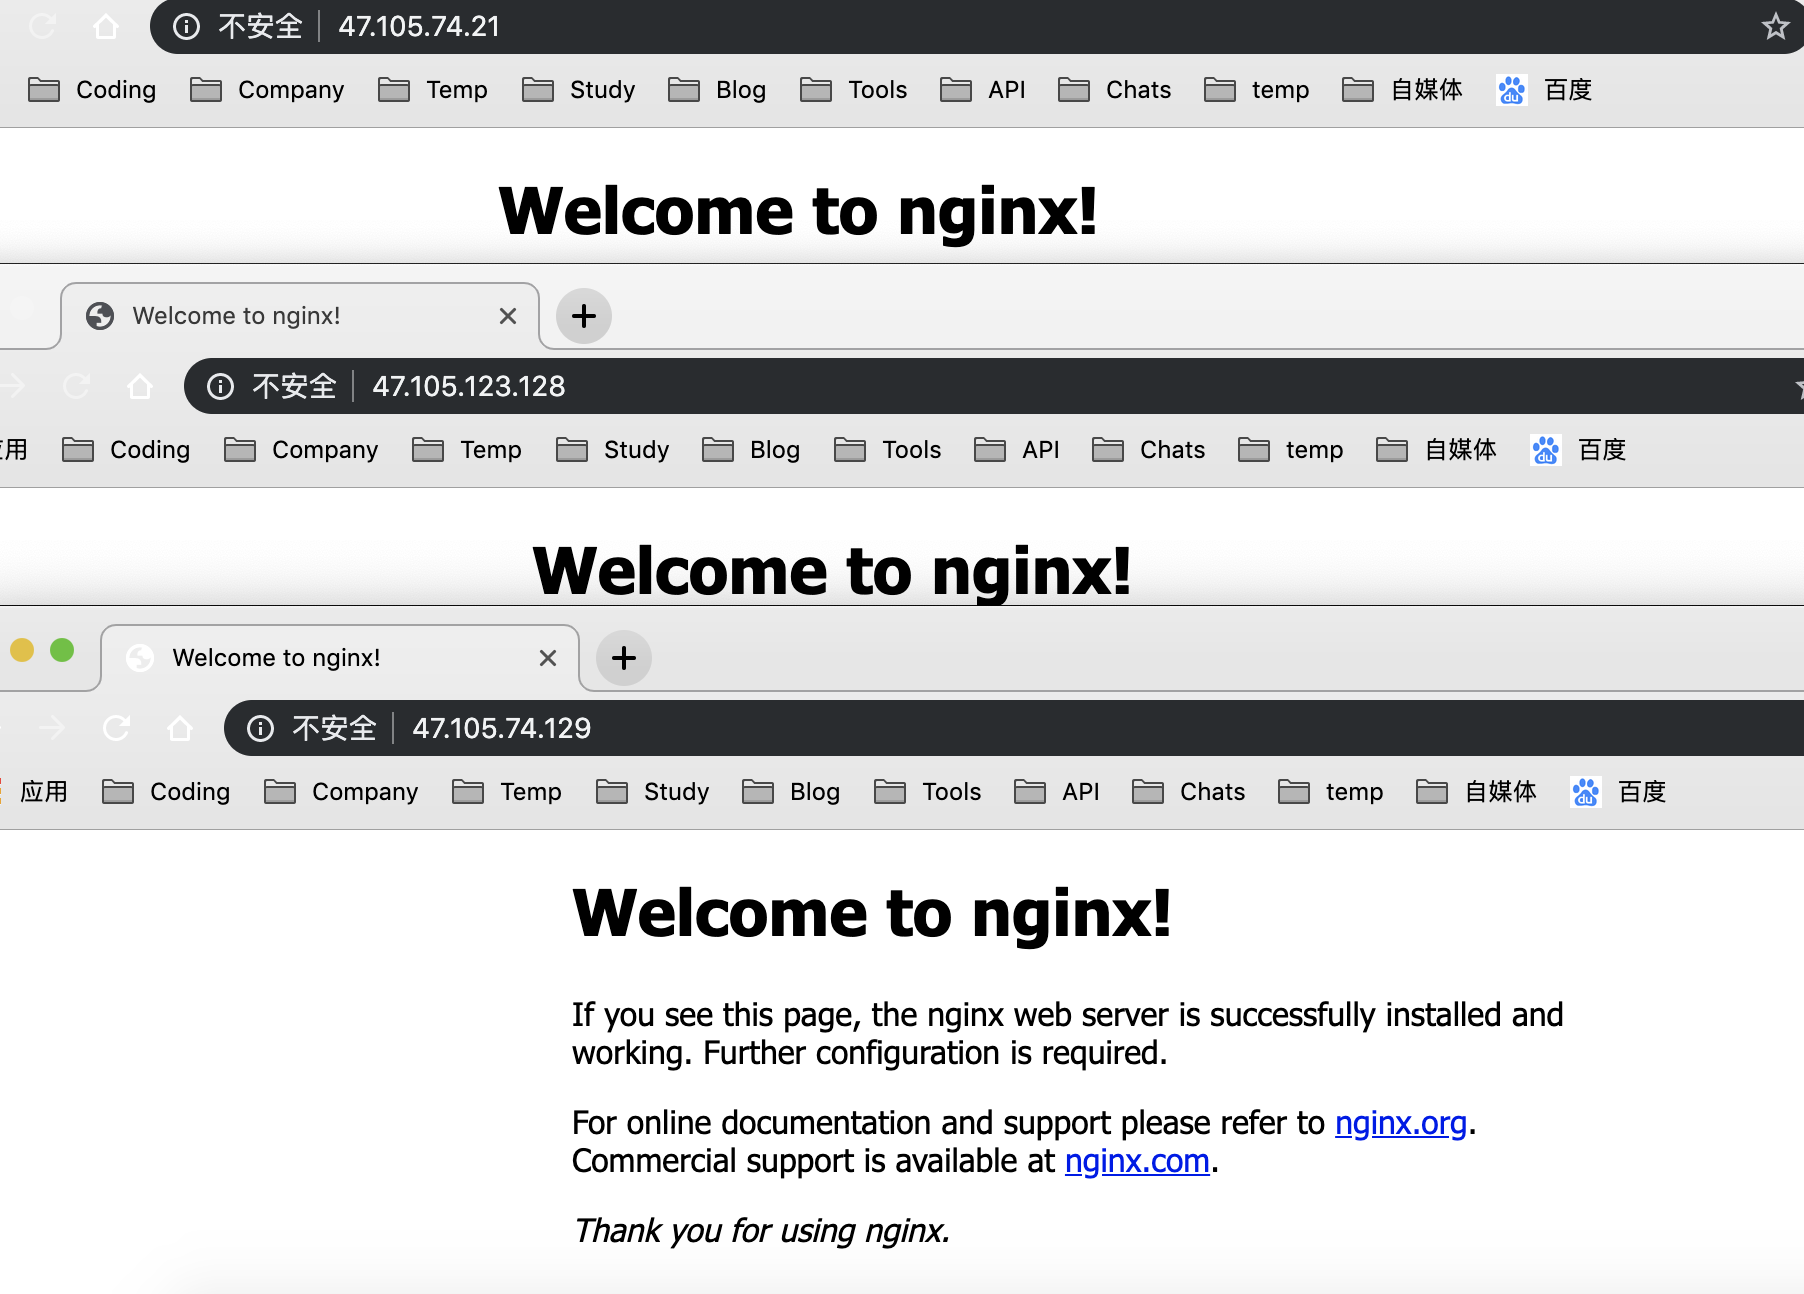 不安全 47.105.74.21
Coding Company Temp Study Blog Tools API Chats temp 自媒体 du 百度
Welcome to nginx!
Welcome to nginx!
不安全 47.105.123.128
用 Coding Company Temp Study Blog Tools API Chats temp 自媒体 du 百度
Welcome to nginx!
Welcome to nginx!
不安全 47.105.74.129
应用 Coding Company Temp Study Blog Tools API Chats temp 自媒体 du 百度
Welcome to nginx!
If you see this page, the nginx web server is successfully installed and
working. Further configuration is required.
For online documentation and support please refer to nginx.org.
Commercial support is available at nginx.com.
Thank you for using nginx.